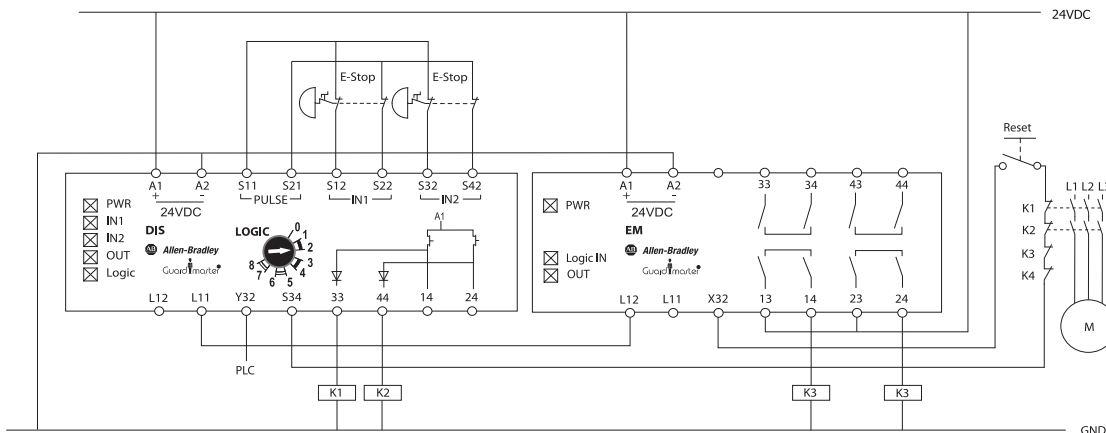 24VDC
E-Stop E-Stop
Reset
A1 A2 S11 S21 S12 S22 S32 S42
+ -
24VDC
PULSE IN1 IN2
PWR
IN1
IN2
OUT
Logic
DIS
AB Allen-Bradley
Guardmaster
LOGIC
0
1
2
3
4
5
6
7
8
A1
L12 L11 Y32 S34 33 44 14 24
PLC
K1 K2
A1 A2 33 34 43 44
+ -
24VDC
PWR
Logic IN
OUT
EM
AB Allen-Bradley
Guardmaster
L12 L11 X32 13 14 23 24
K3 K3
L1 L2 L3
K1
K2
K3
K4
M
GND